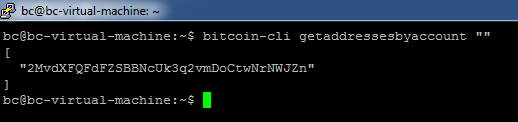 bc@bc-virtual-machine: ~
bc@bc-virtual-machine:~$ bitcoin-cli getaddressesbyaccount ""
[
  "2MvdXFQFdFZSBBNcUk3q2vmDoCtwNrNWJZn"
]
bc@bc-virtual-machine:~$